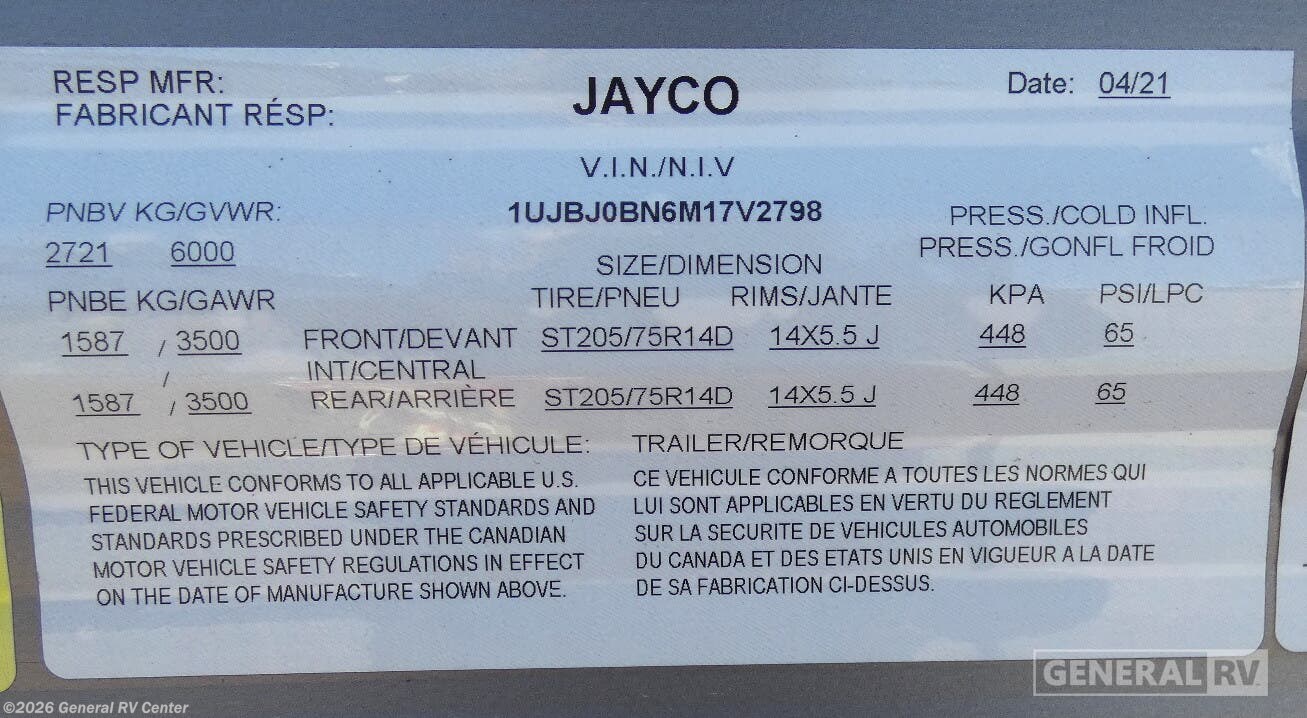 RESP MFR:
FABRICANT RÉSP:
JAYCO
Date: 04/21
V.I.N./N.I.V
PNBV KG/GVWR:
1UJBJ0BN6M17V2798
PRESS./COLD INFL.
2721 6000
PRESS./GONFL FROID
SIZE/DIMENSION
PNBE KG/GAWR
TIRE/PNEU RIMS/JANTE KPA PSI/LPC
1587 / 3500 FRONT/DEVANT ST205/75R14D 14X5.5 J 448 65
/ INT/CENTRAL
1587 / 3500 REAR/ARRIÈRE ST205/75R14D 14X5.5 J 448 65
TYPE OF VEHICLE/TYPE DE VÉHICULE: TRAILER/REMORQUE
THIS VEHICLE CONFORMS TO ALL APPLICABLE U.S.
FEDERAL MOTOR VEHICLE SAFETY STANDARDS AND
STANDARDS PRESCRIBED UNDER THE CANADIAN
MOTOR VEHICLE SAFETY REGULATIONS IN EFFECT
ON THE DATE OF MANUFACTURE SHOWN ABOVE.
CE VEHICULE CONFORME A TOUTES LES NORMES QUI
LUI SONT APPLICABLES EN VERTU DU REGLEMENT
SUR LA SECURITE DE VEHICULES AUTOMOBILES
DU CANADA ET DES ETATS UNIS EN VIGUEUR A LA DATE
DE SA FABRICATION CI-DESSUS.
GENERAL RV
©2026 General RV Center